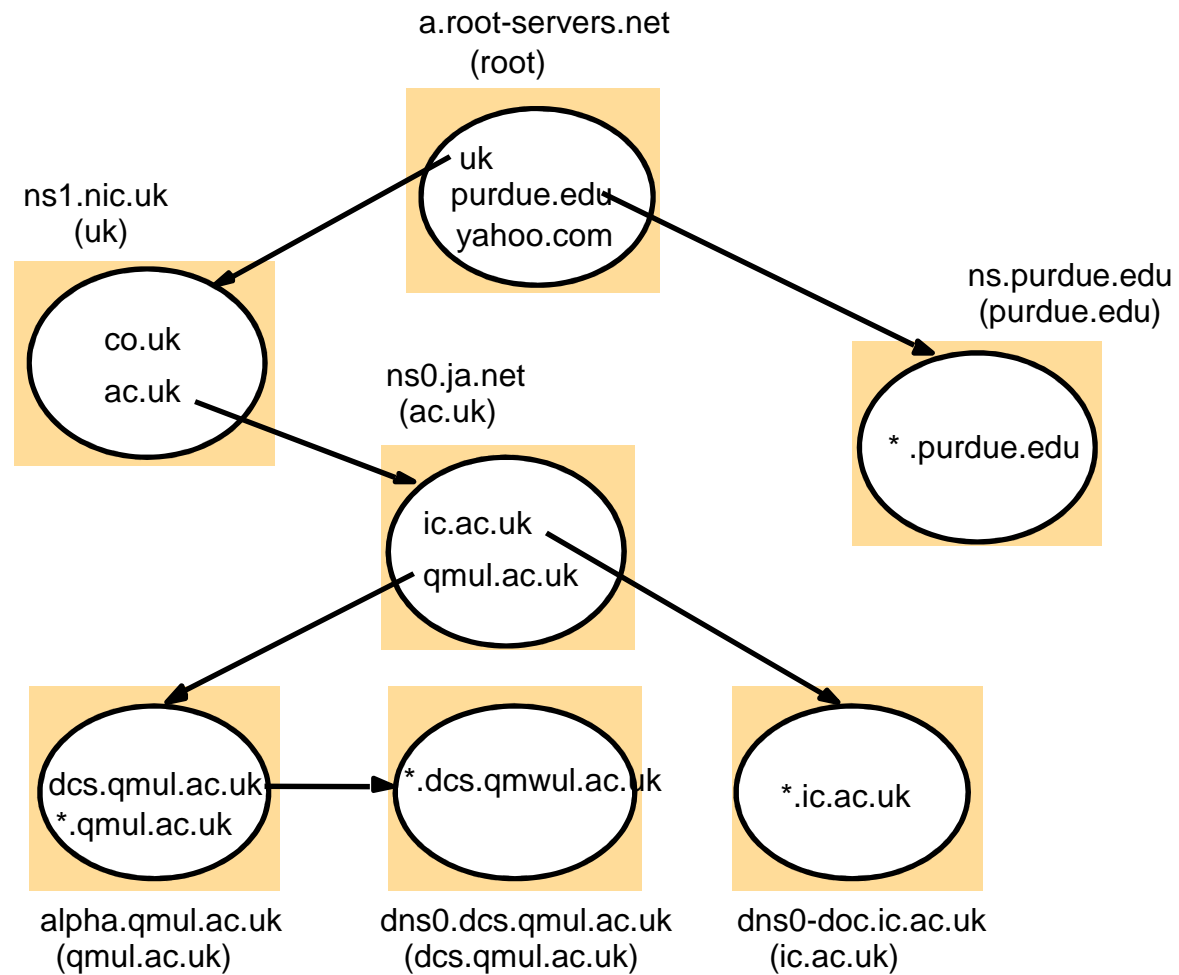 a.root-servers.net
(root)
uk
purdue.edu
yahoo.com
ns1.nic.uk
(uk)
co.uk
ac.uk
ns.purdue.edu
(purdue.edu)
* .purdue.edu
ns0.ja.net
(ac.uk)
ic.ac.uk
qmul.ac.uk
dcs.qmul.ac.uk
*.qmul.ac.uk
*.dcs.qmwul.ac.uk
*.ic.ac.uk
alpha.qmul.ac.uk
(qmul.ac.uk)
dns0.dcs.qmul.ac.uk
(dcs.qmul.ac.uk)
dns0-doc.ic.ac.uk
(ic.ac.uk)